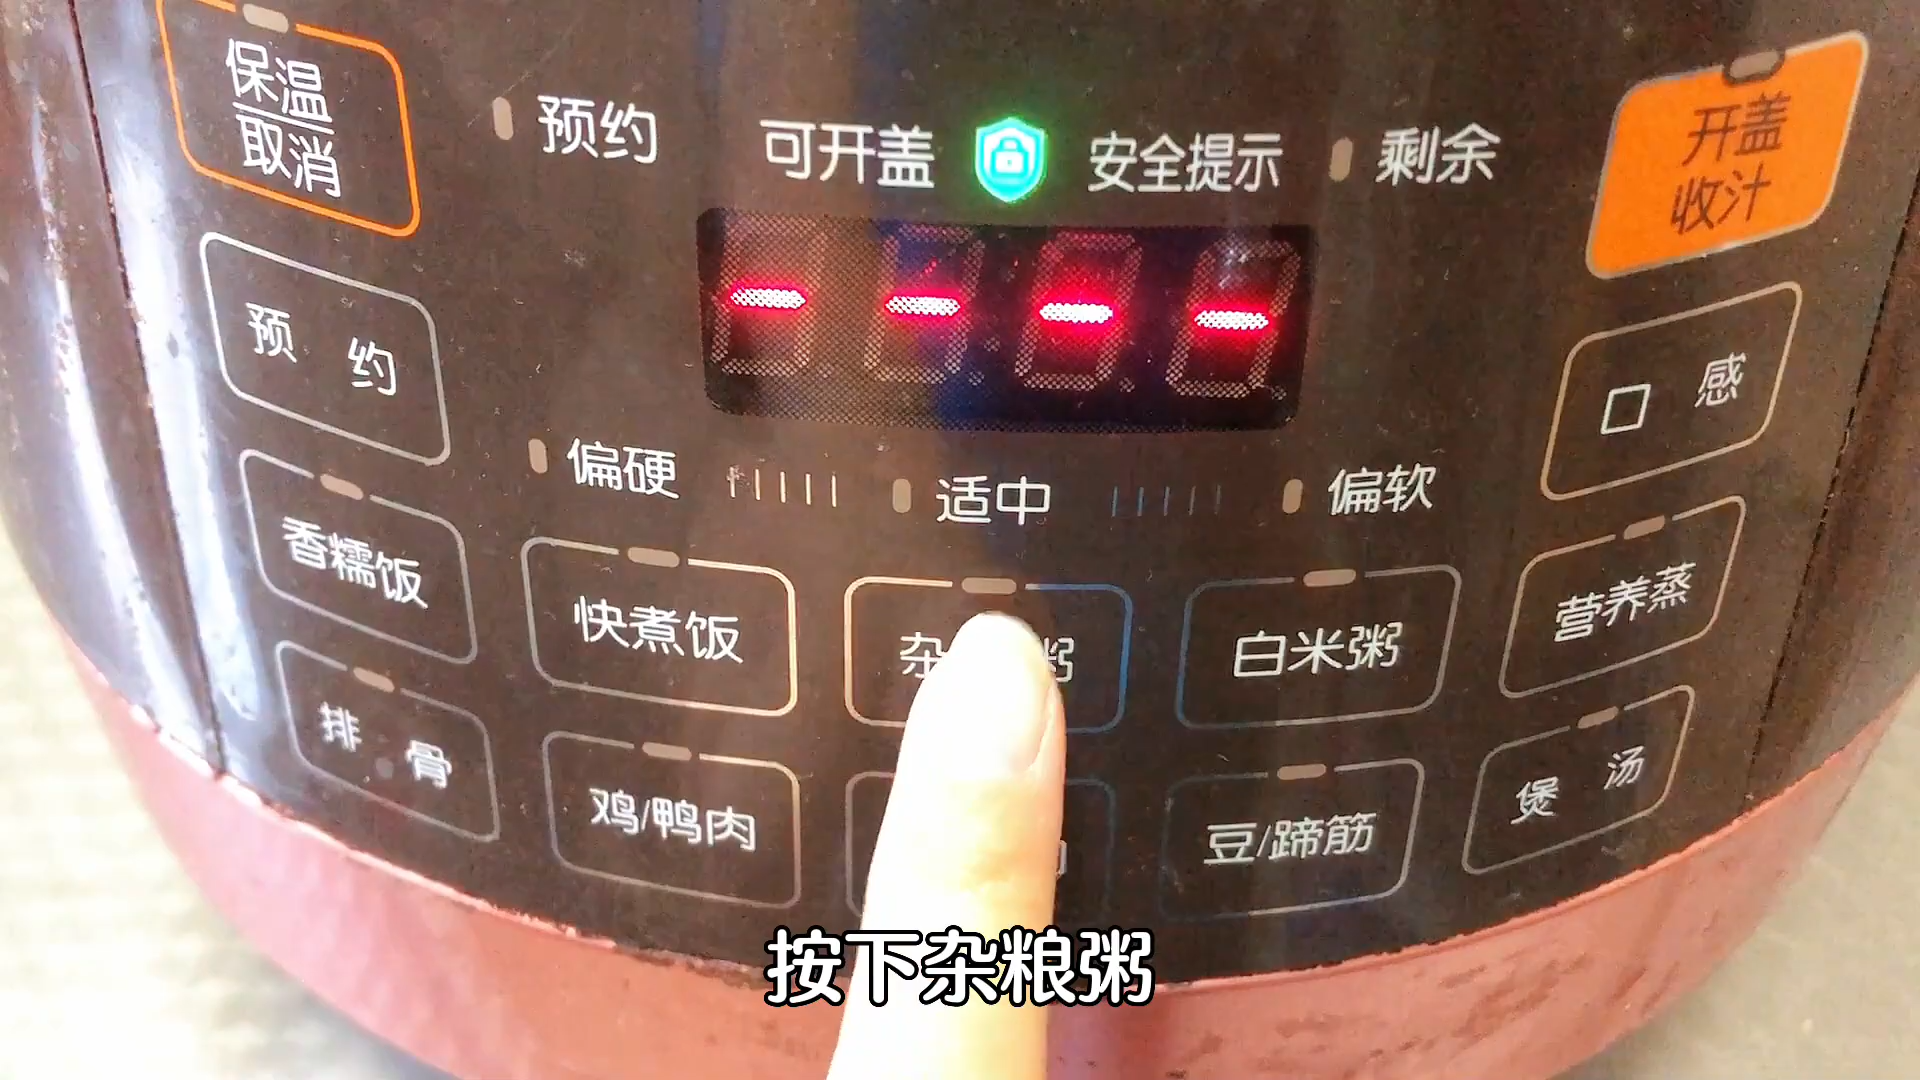 保温
取消
预约
可开盖
安全提示
剩余
开盖
收汁
预 约
口 感
偏硬
适中
偏软
香糯饭
快煮饭
杂 粥
白米粥
营养蒸
排 骨
鸡/鸭肉
豆/蹄筋
煲 汤
按下杂粮粥